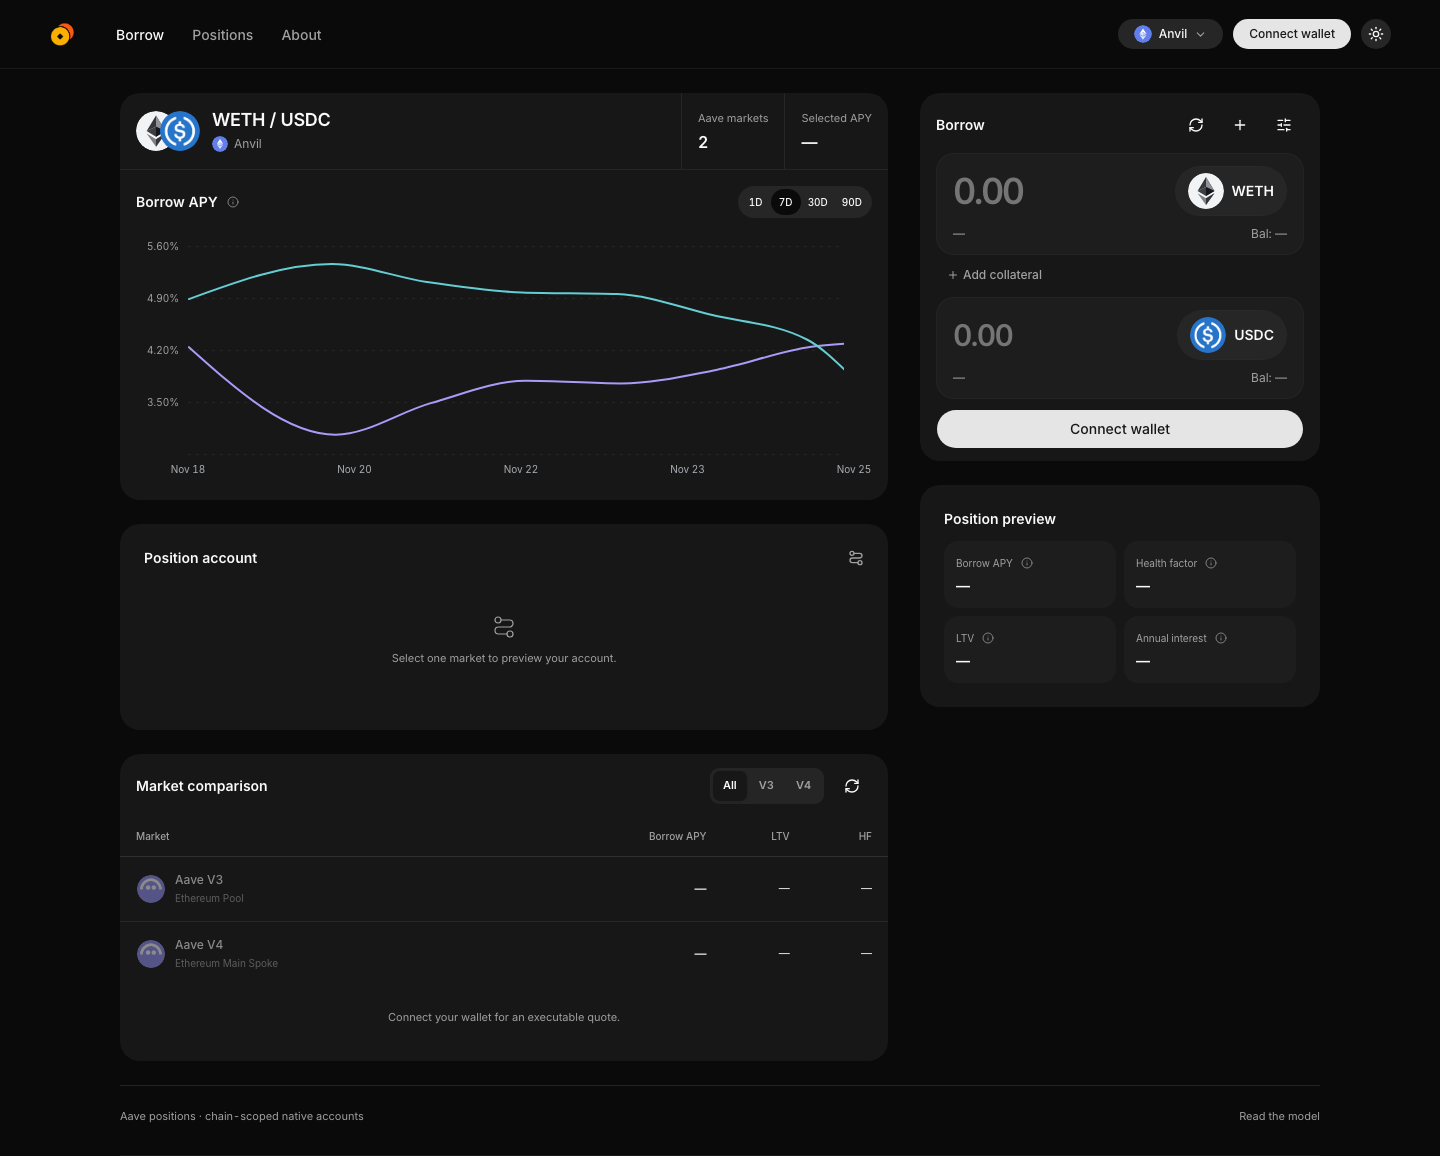 Borrow Positions About Anvil Connect wallet
WETH / USDC
Anvil
Aave markets
2
Selected APY
—
Borrow APY
1D 7D 30D 90D
5.60%
4.90%
4.20%
3.50%
Nov 18 Nov 20 Nov 22 Nov 23 Nov 25
Borrow
0.00 WETH
— Bal: —
+ Add collateral
0.00 USDC
— Bal: —
Connect wallet
Position preview
Borrow APY
—
Health factor
—
LTV
—
Annual interest
—
Position account
Select one market to preview your account.
Market comparison
All V3 V4
Market Borrow APY LTV HF
Aave V3
Ethereum Pool
— — —
Aave V4
Ethereum Main Spoke
— — —
Connect your wallet for an executable quote.
Aave positions · chain-scoped native accounts
Read the model